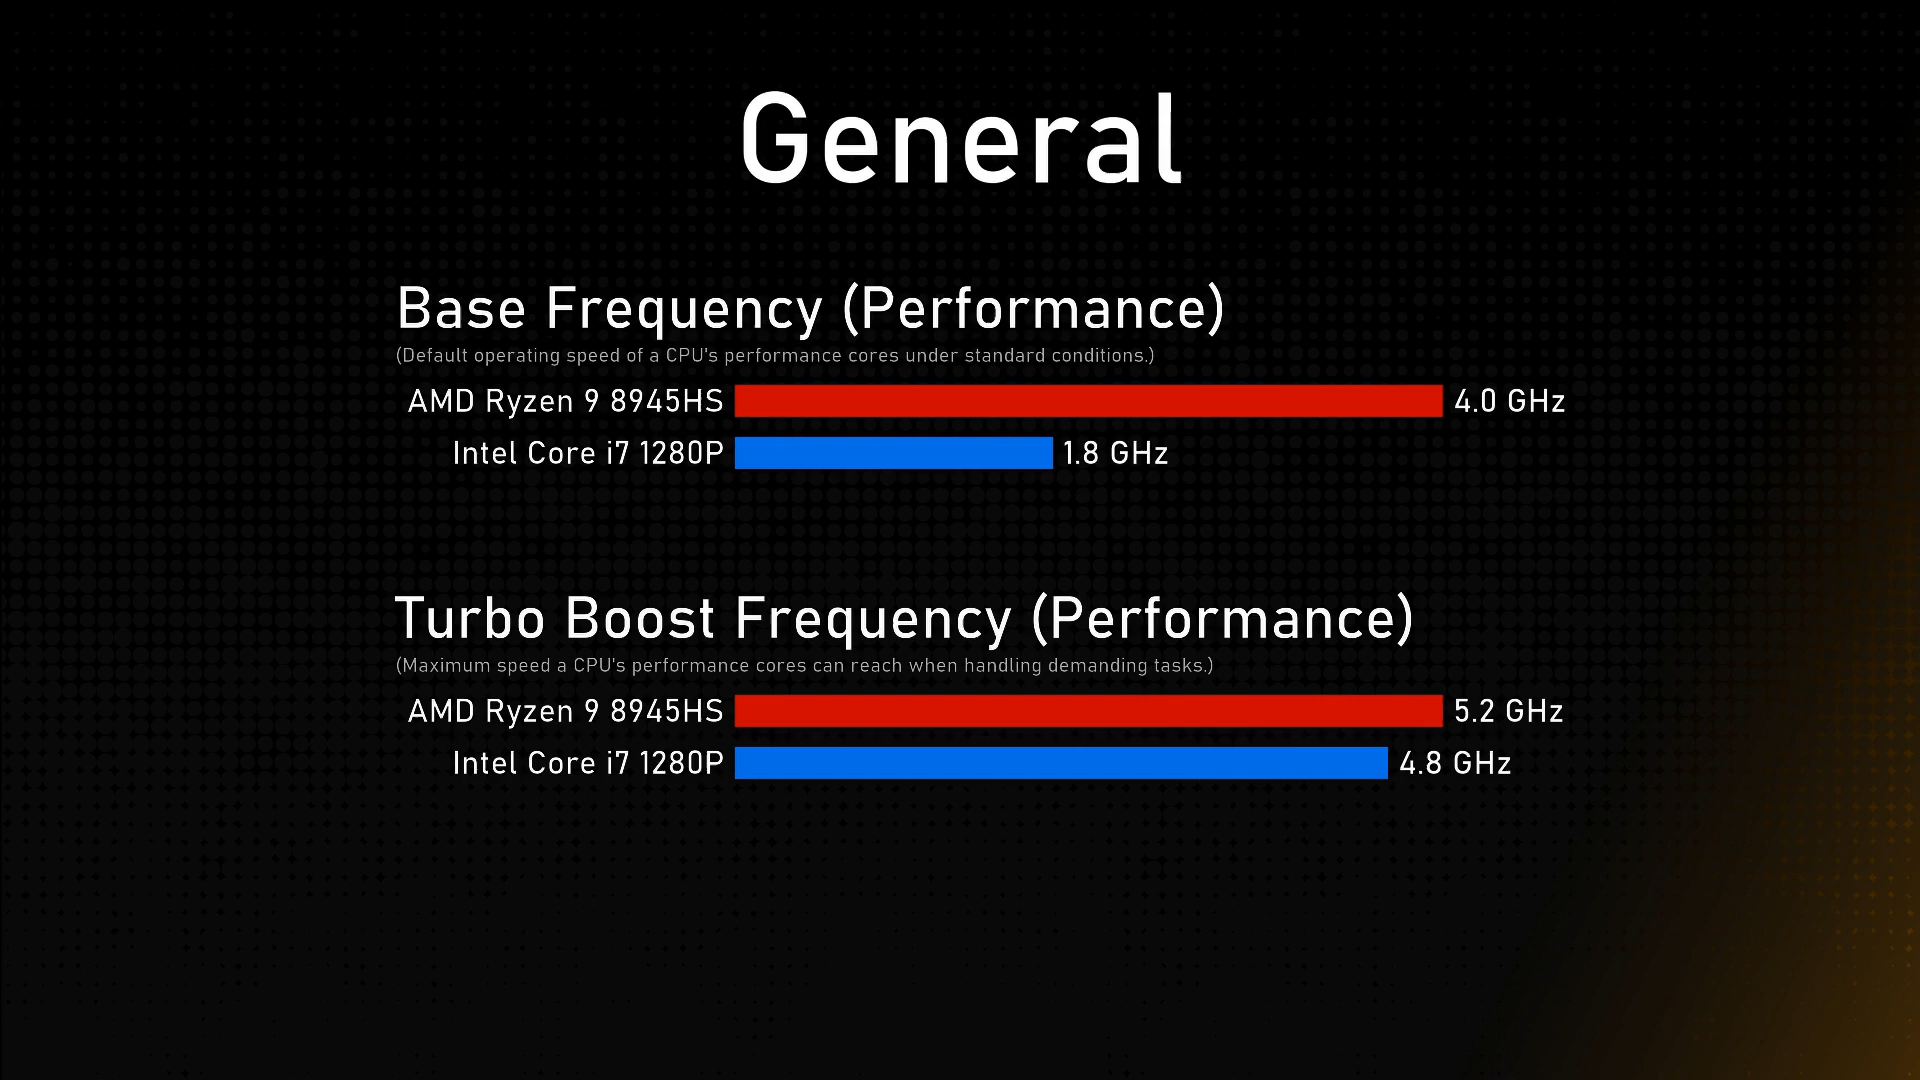 General
Base Frequency (Performance)
(Default operating speed of a CPU's performance cores under standard conditions.)
AMD Ryzen 9 8945HS 4.0 GHz
Intel Core i7 1280P 1.8 GHz
Turbo Boost Frequency (Performance)
(Maximum speed a CPU's performance cores can reach when handling demanding tasks.)
AMD Ryzen 9 8945HS 5.2 GHz
Intel Core i7 1280P 4.8 GHz